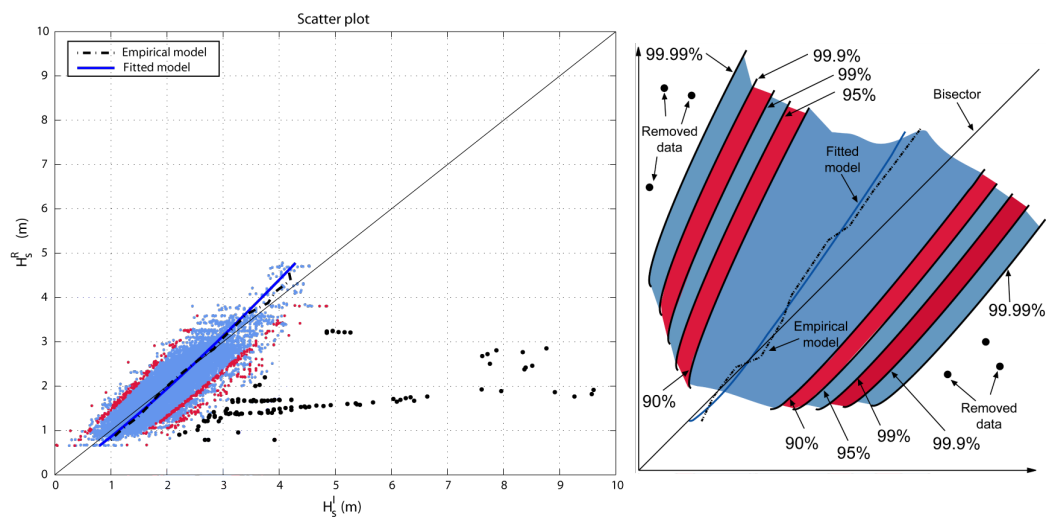 Scatter plot
10
9
8
7
6
5
4
3
2
1
0
H_s^R (m)
Empirical model
Fitted model
0 1 2 3 4 5 6 7 8 9 10
H_s^I (m)
99.99%
99.9%
99%
95%
Removed
data
Bisector
Fitted
model
Empirical
model
99.99%
Removed
data
90%
90%
95%
99%
99.9%